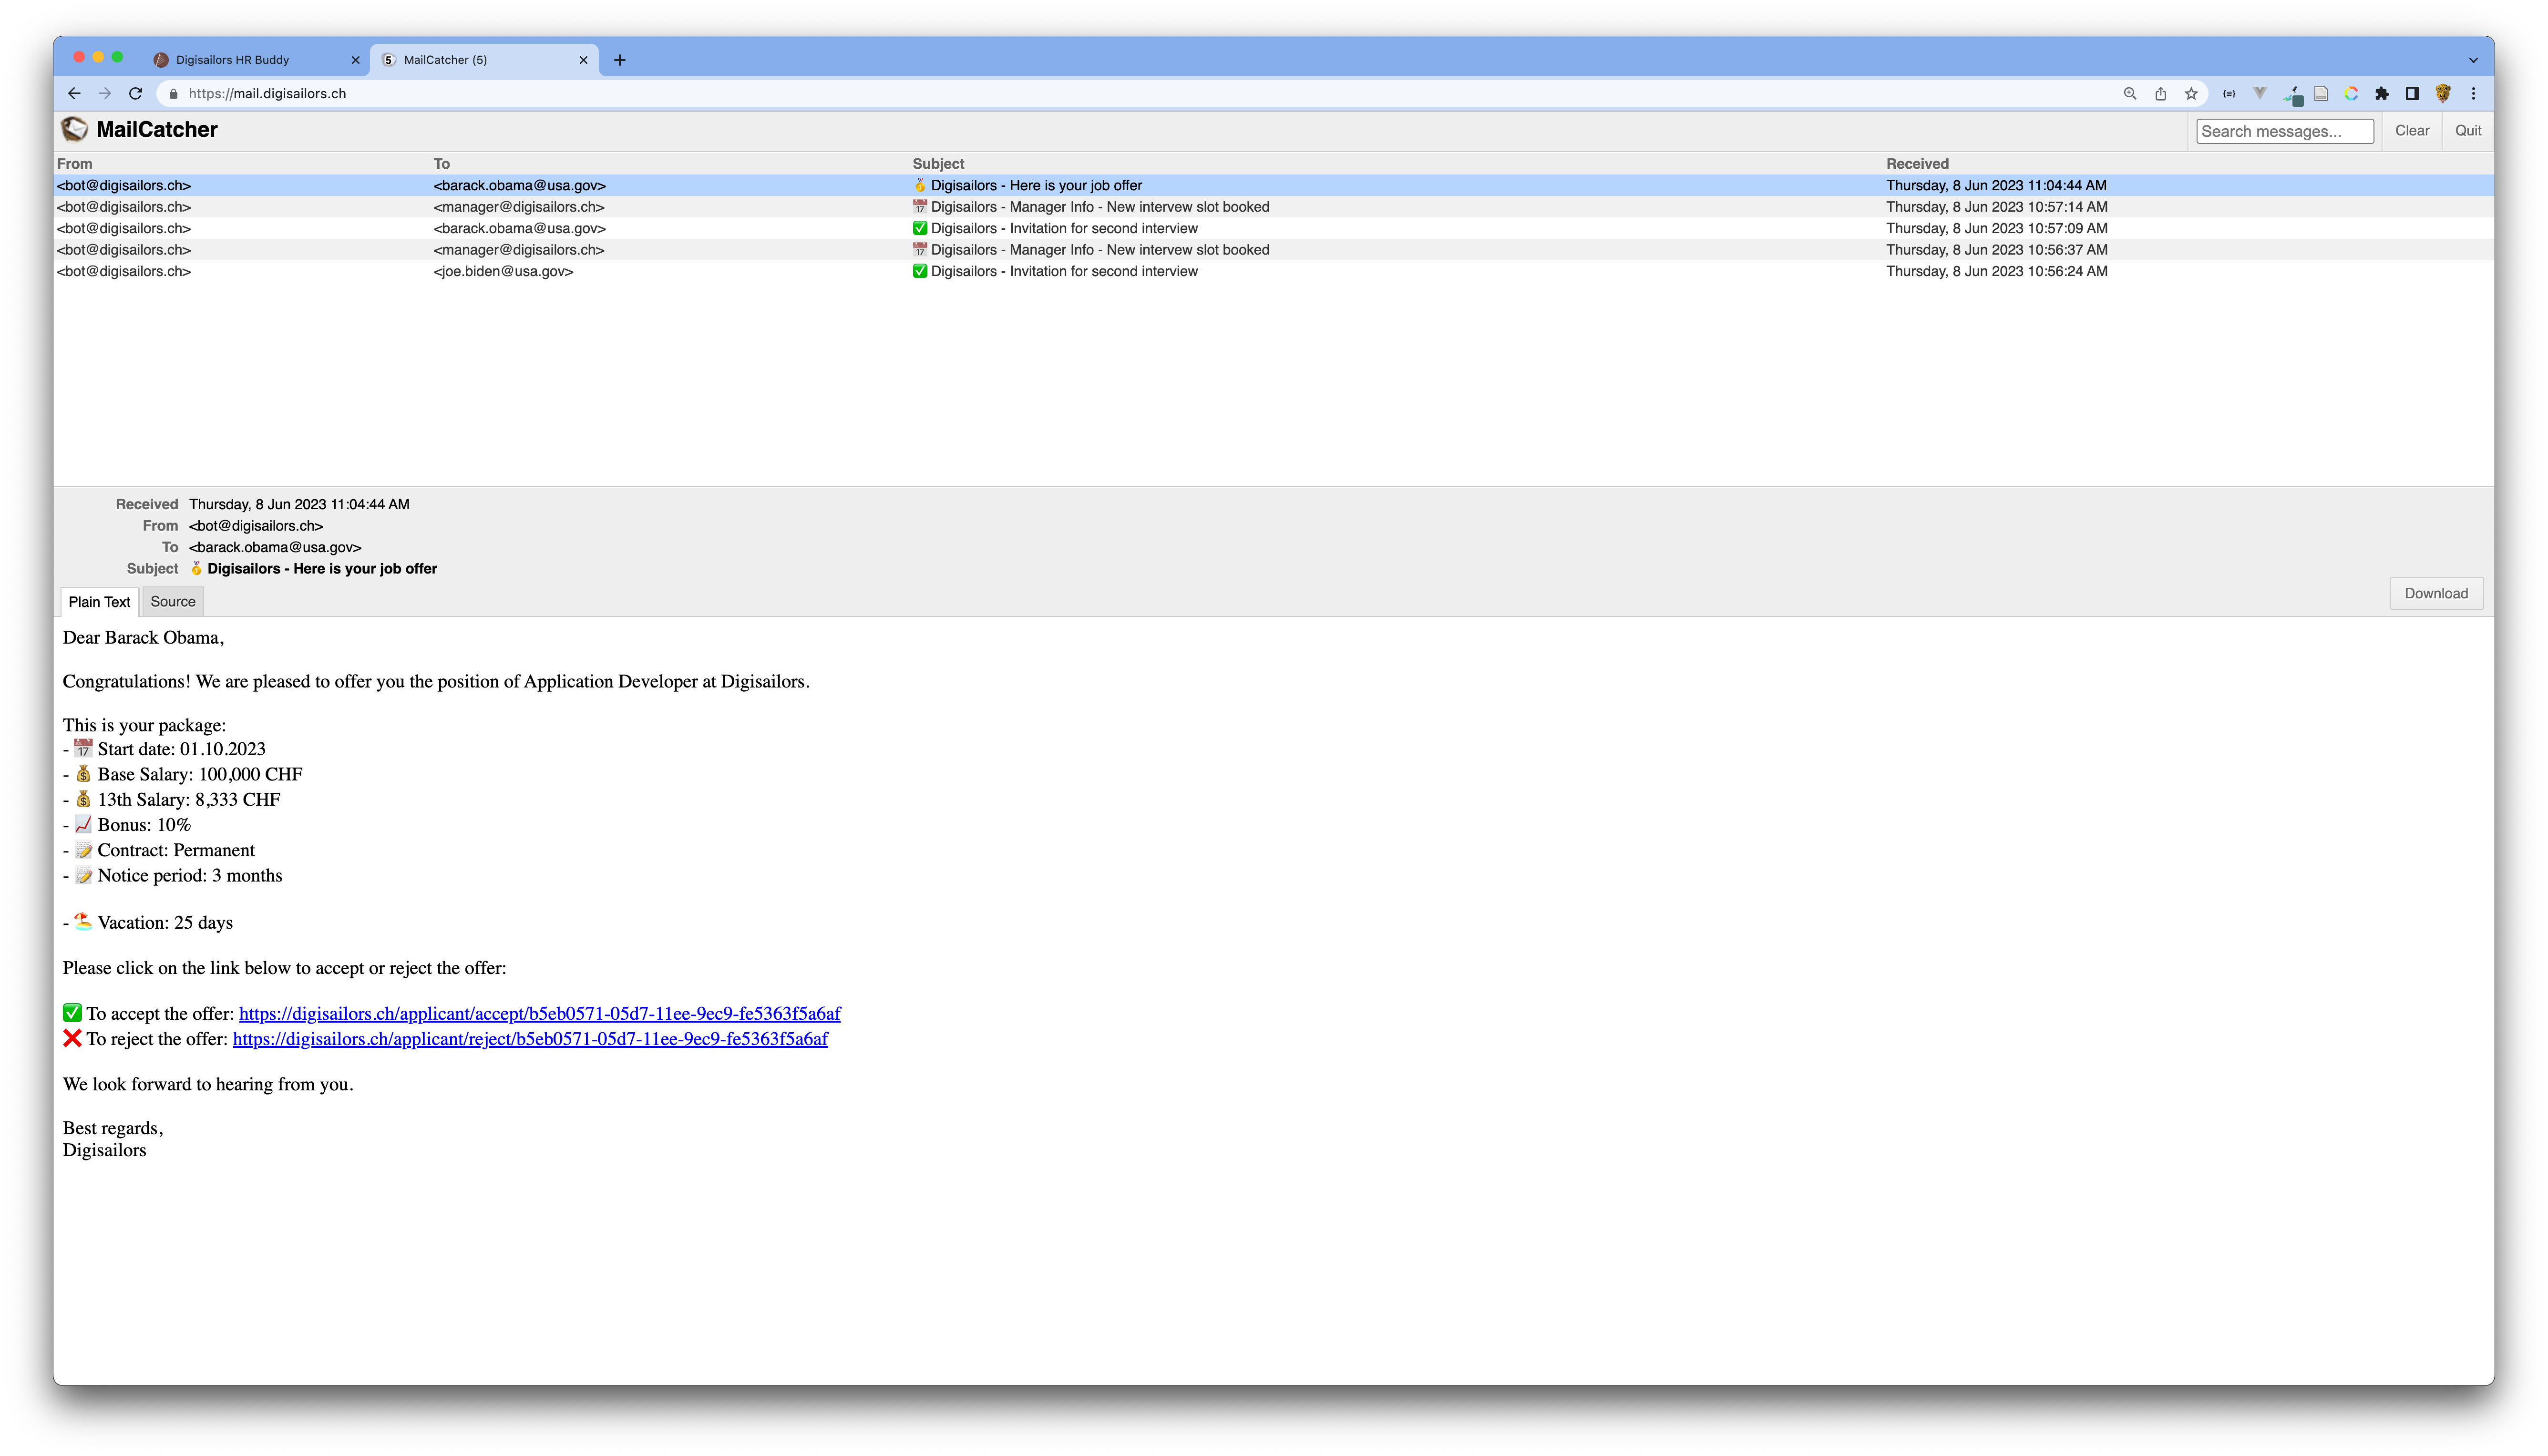 Digisailors HR Buddy
MailCatcher (5)
https://mail.digisailors.ch
MailCatcher
Search messages...
Clear
Quit
From To Subject Received
<bot@digisailors.ch> <barack.obama@usa.gov> 🏅 Digisailors - Here is your job offer Thursday, 8 Jun 2023 11:04:44 AM
<bot@digisailors.ch> <manager@digisailors.ch> 📅 Digisailors - Manager Info - New intervew slot booked Thursday, 8 Jun 2023 10:57:14 AM
<bot@digisailors.ch> <barack.obama@usa.gov> ✅ Digisailors - Invitation for second interview Thursday, 8 Jun 2023 10:57:09 AM
<bot@digisailors.ch> <manager@digisailors.ch> 📅 Digisailors - Manager Info - New intervew slot booked Thursday, 8 Jun 2023 10:56:37 AM
<bot@digisailors.ch> <joe.biden@usa.gov> ✅ Digisailors - Invitation for second interview Thursday, 8 Jun 2023 10:56:24 AM
Received Thursday, 8 Jun 2023 11:04:44 AM
From <bot@digisailors.ch>
To <barack.obama@usa.gov>
Subject 🏅 Digisailors - Here is your job offer
Plain Text
Source
Download
Dear Barack Obama,
Congratulations! We are pleased to offer you the position of Application Developer at Digisailors.
This is your package:
- 📅 Start date: 01.10.2023
- 💰 Base Salary: 100,000 CHF
- 💰 13th Salary: 8,333 CHF
- 📈 Bonus: 10%
- 📝 Contract: Permanent
- 📝 Notice period: 3 months
- 🏖 Vacation: 25 days
Please click on the link below to accept or reject the offer:
✅ To accept the offer: https://digisailors.ch/applicant/accept/b5eb0571-05d7-11ee-9ec9-fe5363f5a6af
❌ To reject the offer: https://digisailors.ch/applicant/reject/b5eb0571-05d7-11ee-9ec9-fe5363f5a6af
We look forward to hearing from you.
Best regards,
Digisailors